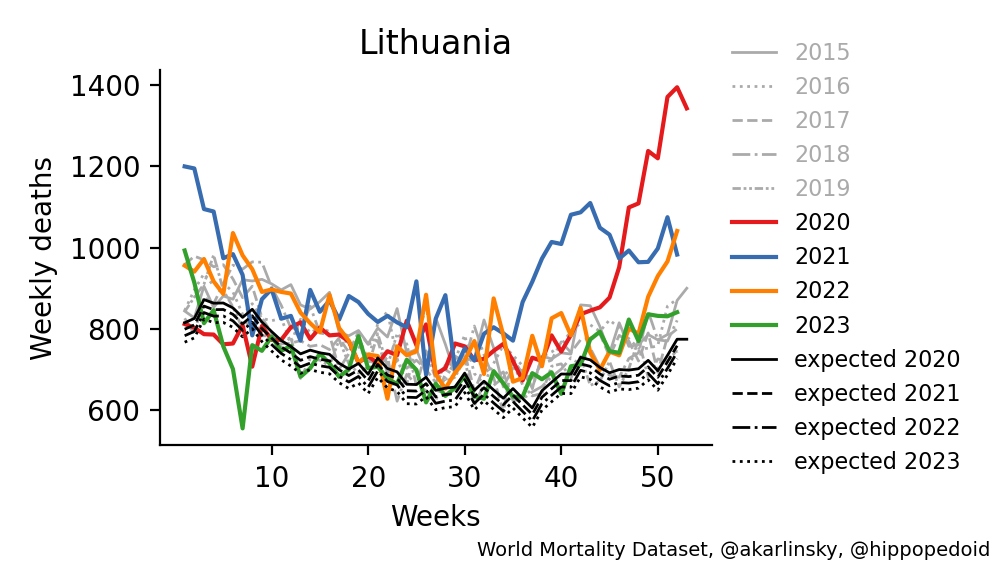 Lithuania
Weekly deaths
1400
1200
1000
800
600
10 20 30 40 50
Weeks
2015
2016
2017
2018
2019
2020
2021
2022
2023
expected 2020
expected 2021
expected 2022
expected 2023
World Mortality Dataset, @akarlinsky, @hippopedoid